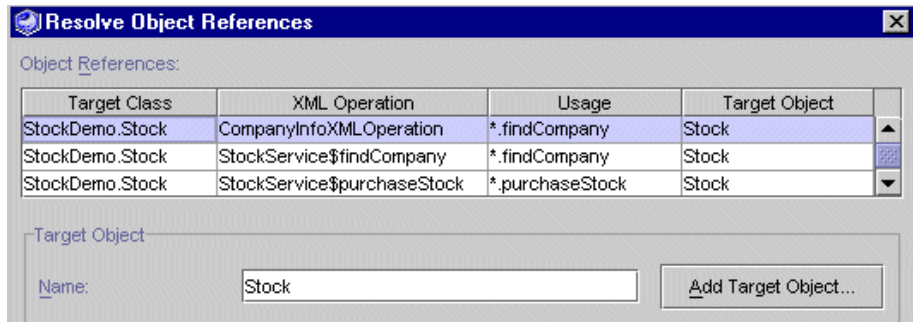 Resolve Object References
Object References:
Target Class XML Operation Usage Target Object
StockDemo.Stock CompanyInfoXMLOperation *.findCompany Stock
StockDemo.Stock StockService$findCompany *.findCompany Stock
StockDemo.Stock StockService$purchaseStock *.purchaseStock Stock
Target Object
Name: Stock Add Target Object...